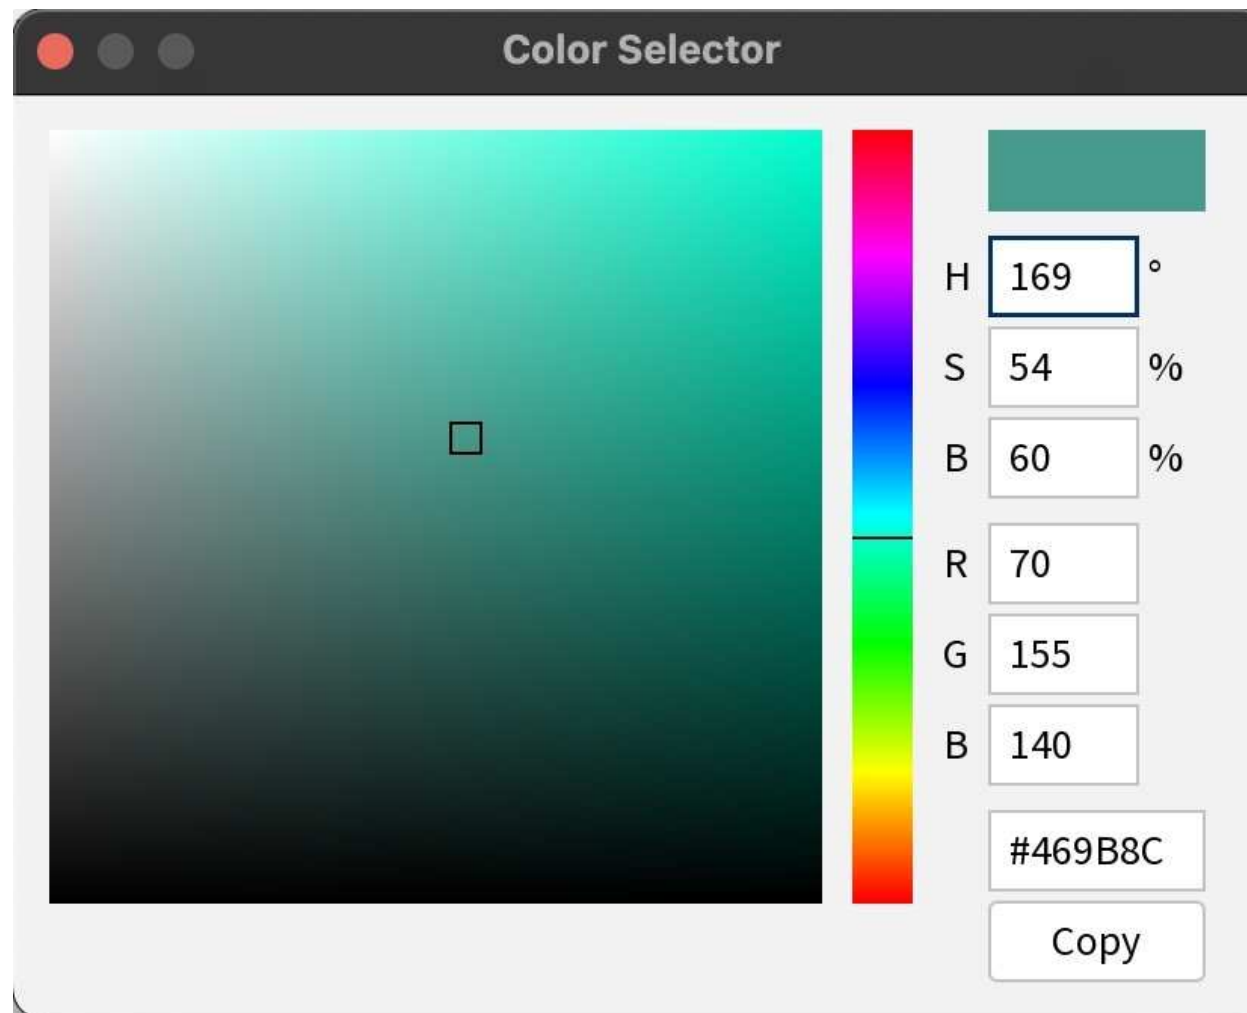 Color Selector
H 169 °
S 54 %
B 60 %
R 70
G 155
B 140
#469B8C
Copy